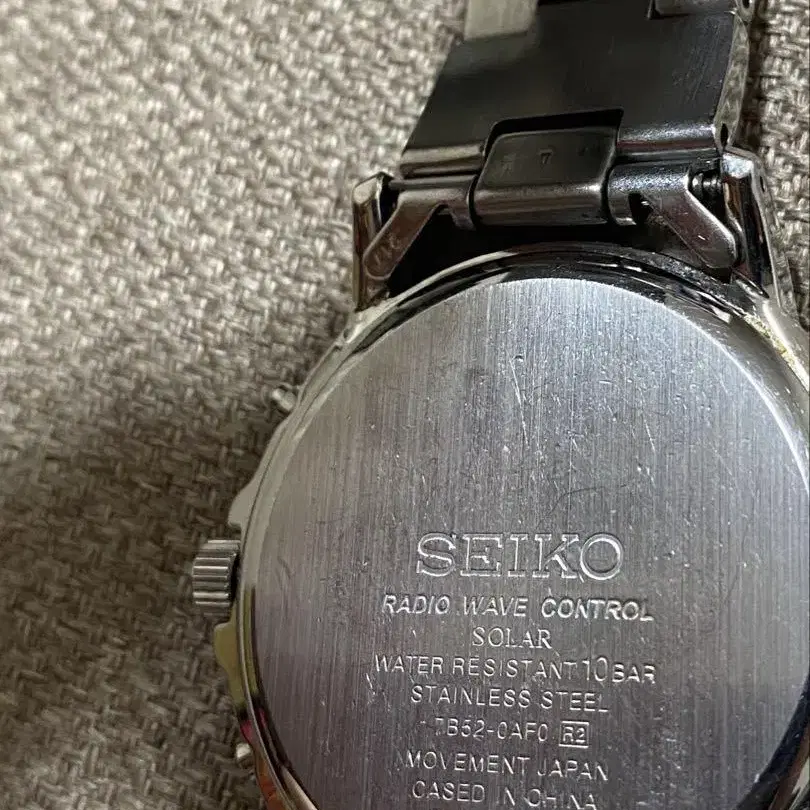 SEIKO
RADIO WAVE CONTROL
SOLAR
WATER RESISTANT 10 BAR
STAINLESS STEEL
7B52-0AF0 R2
MOVEMENT JAPAN
CASED IN CHINA